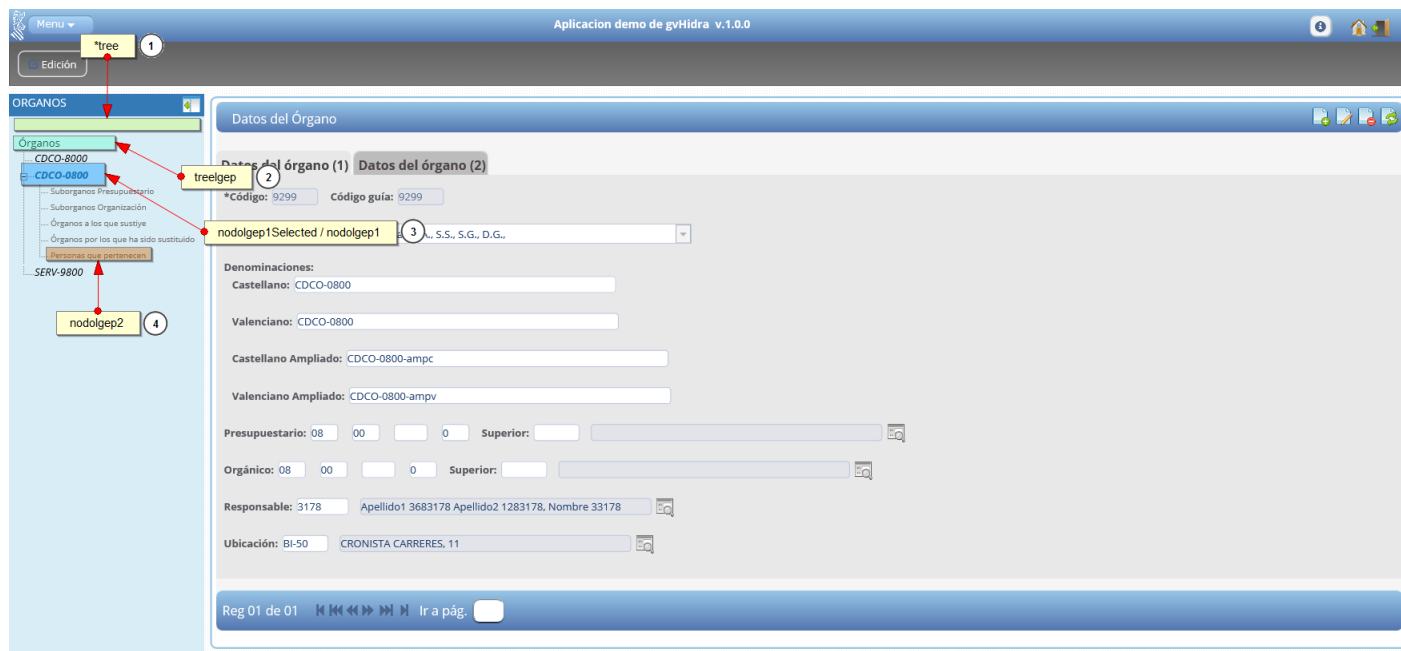 Menu
Aplicacion demo de gvHidra v.1.0.0
*tree
1
Edición
ORGANOS
Datos del Órgano
Órganos
CDCO-8000
CDCO-0800
Suborganos Presupuestario
Suborganos Organización
Órganos a los que sustiye
Órganos por los que ha sido sustituido
Personas que pertenecen
SERV-9800
treelgep
2
nodolgep1Selected / nodolgep1
3
nodolgep2
4
Datos del órgano (1) Datos del órgano (2)
*Código: 9299 Código guía: 9299
S.S., S.G., D.G.,
Denominaciones:
Castellano: CDCO-0800
Valenciano: CDCO-0800
Castellano Ampliado: CDCO-0800-ampc
Valenciano Ampliado: CDCO-0800-ampv
Presupuestario: 08 00 0 Superior:
Orgánico: 08 00 0 Superior:
Responsable: 3178 Apellido1 3683178 Apellido2 1283178, Nombre 33178
Ubicación: BI-50 CRONISTA CARRERES, 11
Reg 01 de 01 Ir a pág.